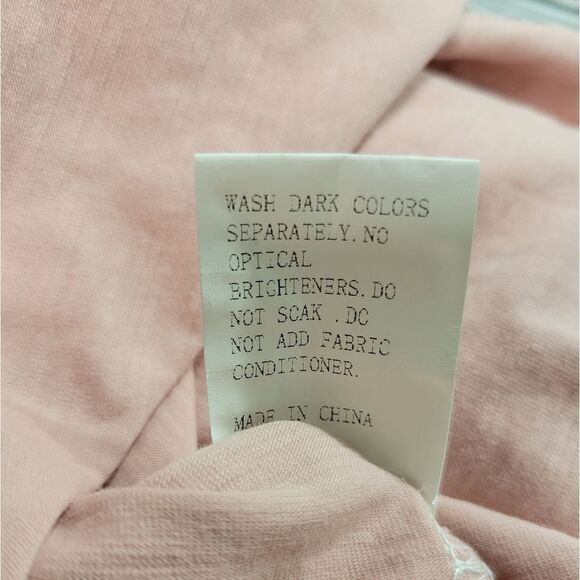 WASH DARK COLORS
SEPARATELY. NO
OPTICAL
BRIGHTENERS. DO
NOT SOAK . DO
NOT ADD FABRIC
CONDITIONER.
MADE IN CHINA